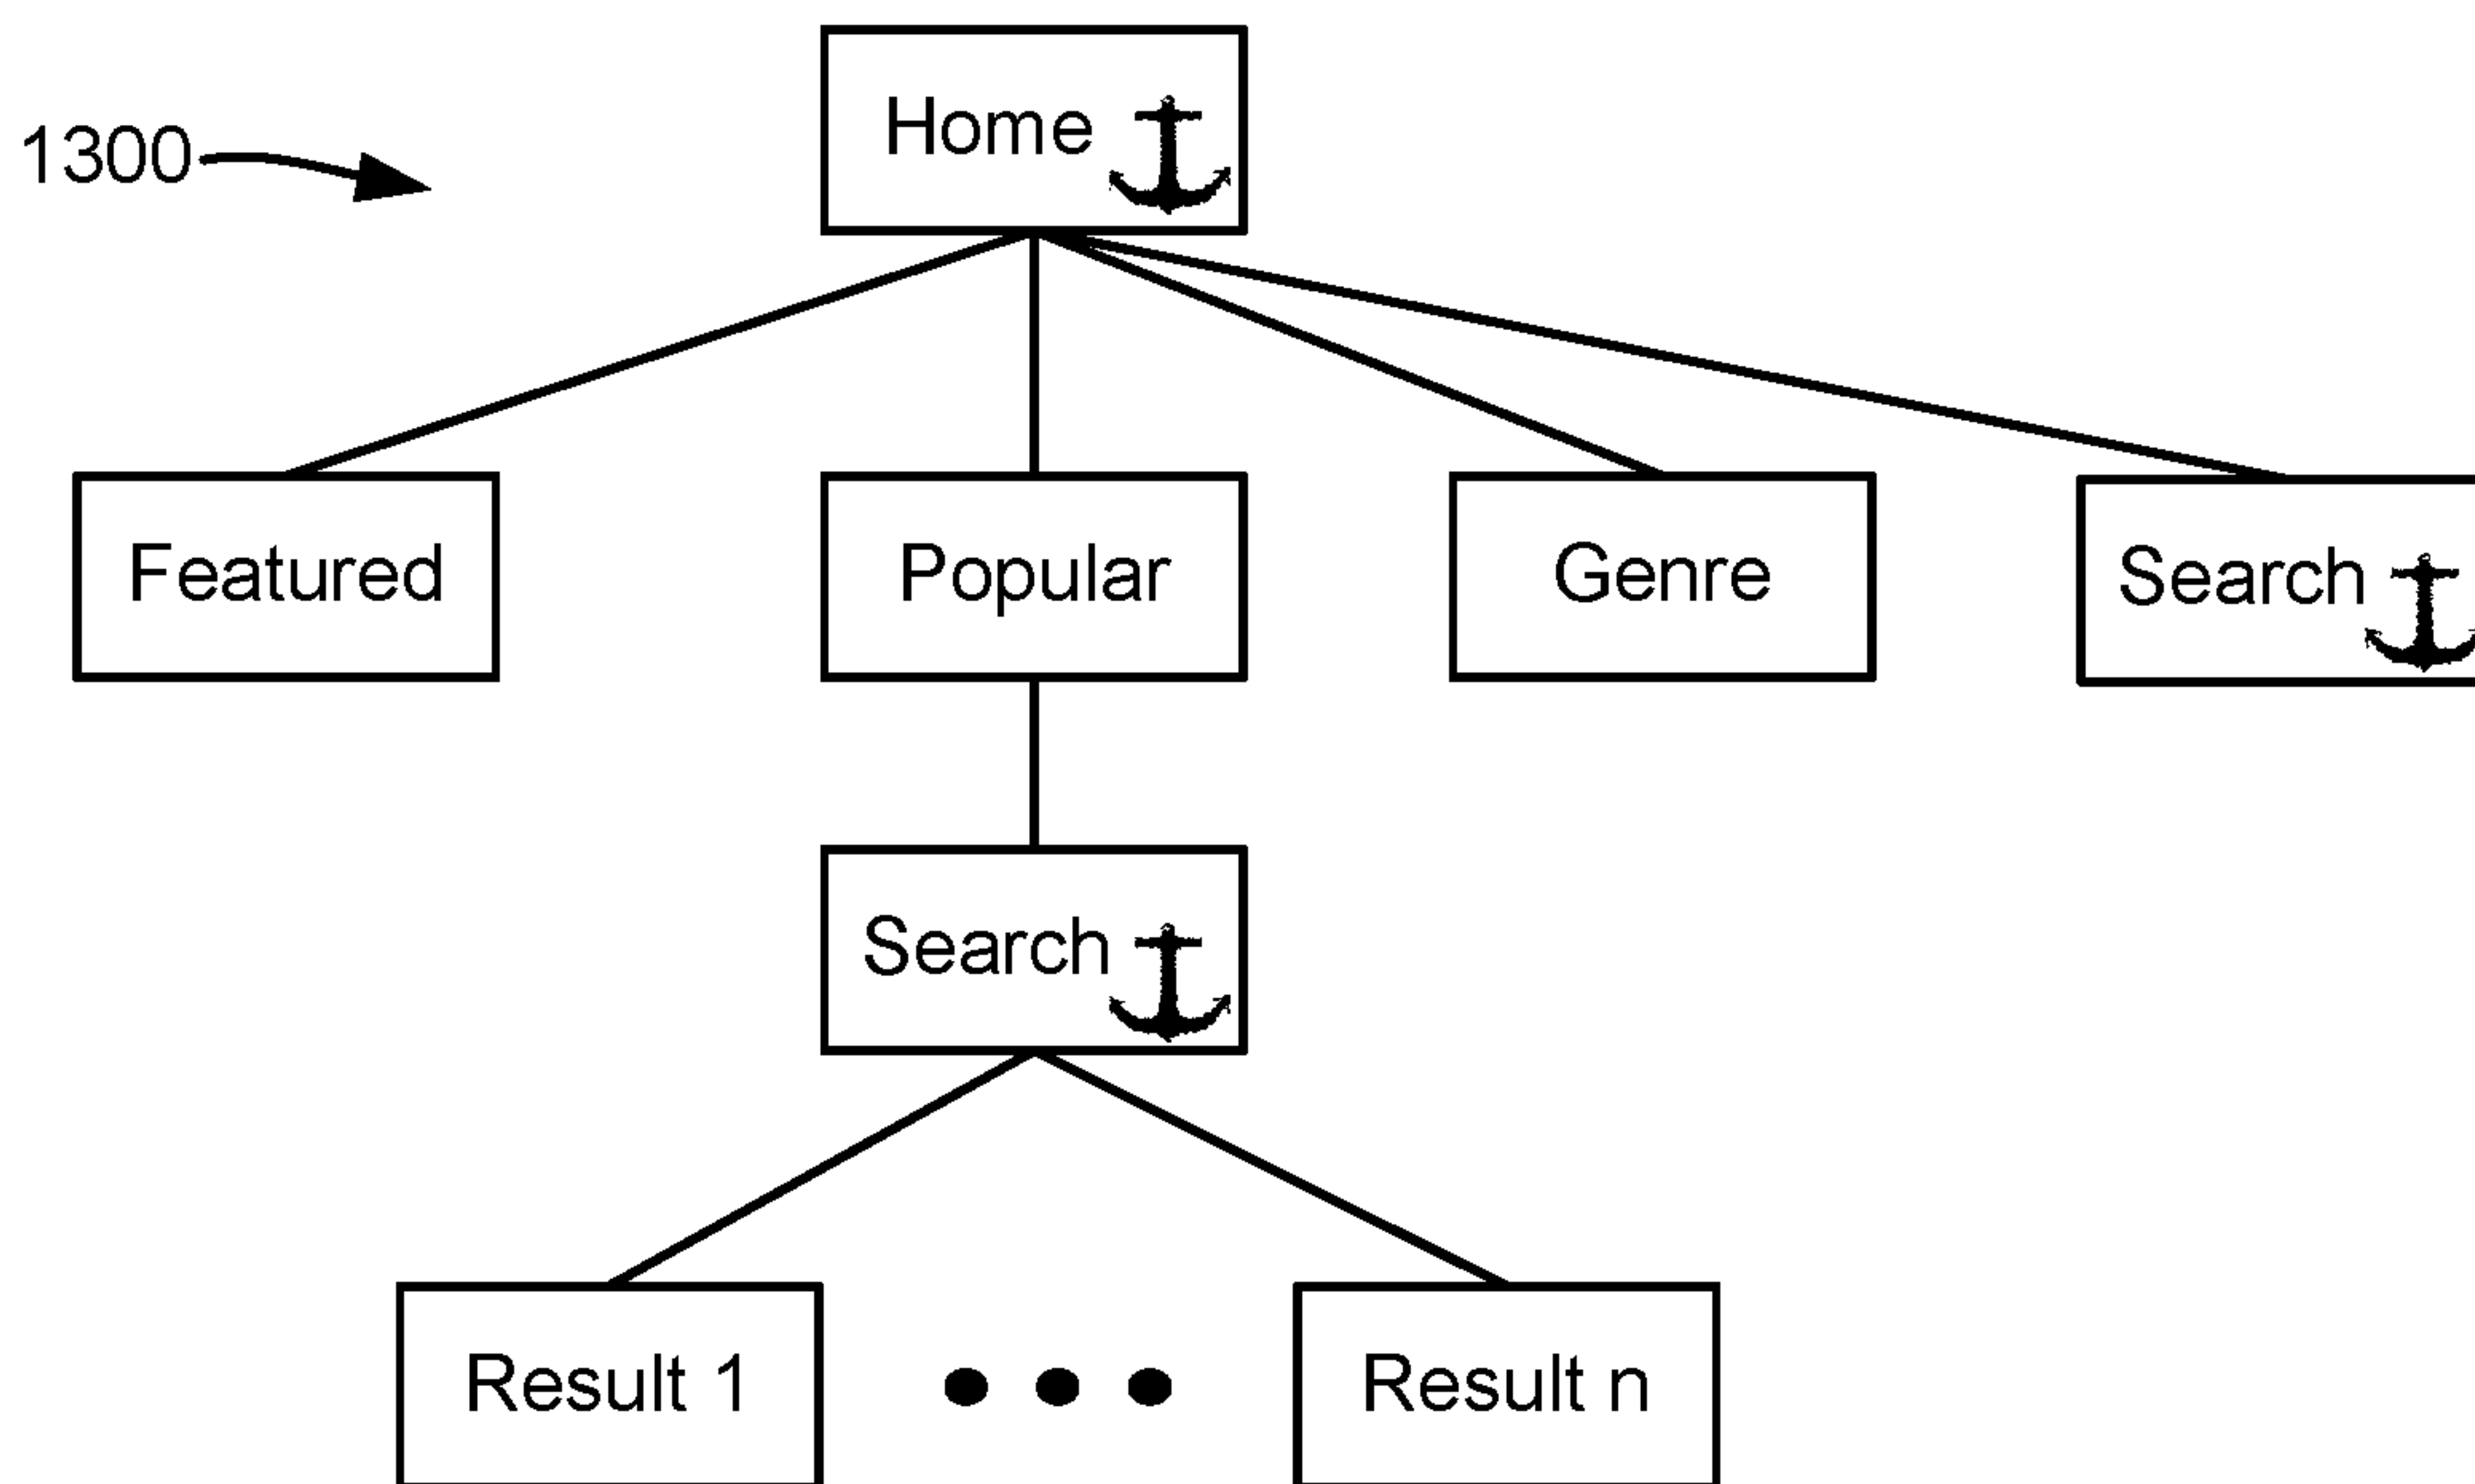 Home
1300
Featured
Popular
Genre
Search
Search
Result 1
Result n